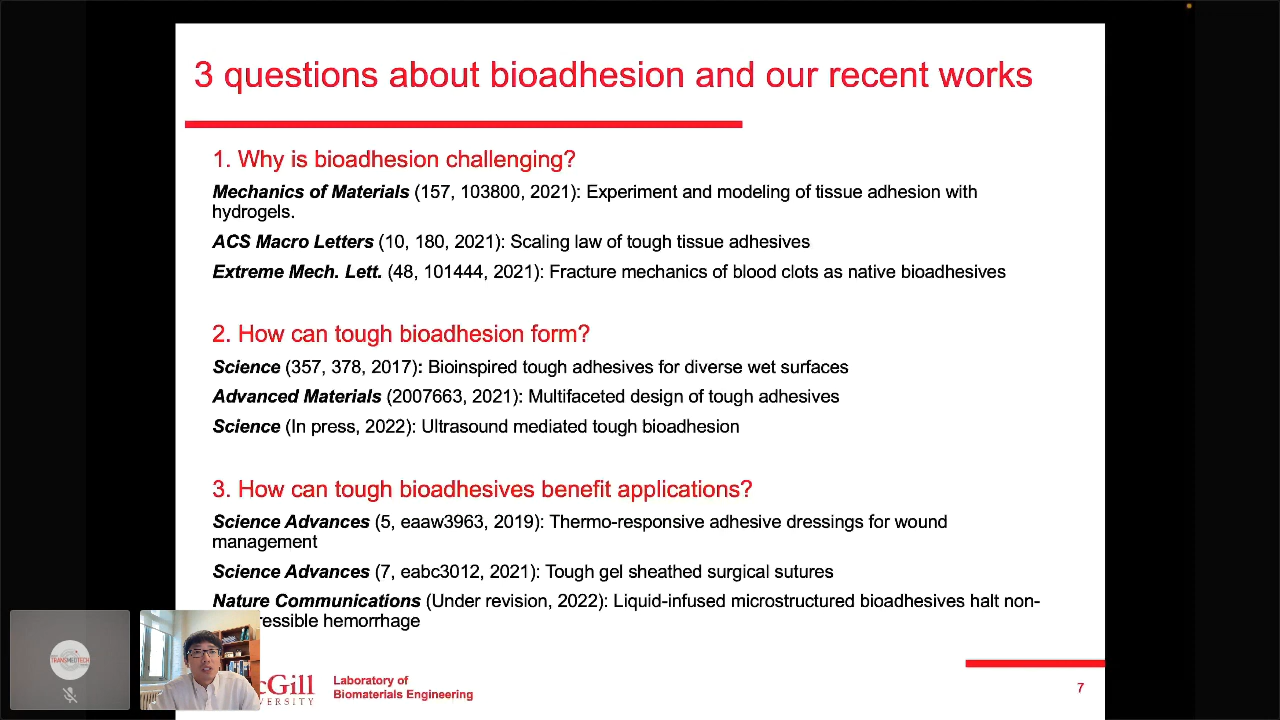 3 questions about bioadhesion and our recent works
1. Why is bioadhesion challenging?
Mechanics of Materials (157, 103800, 2021): Experiment and modeling of tissue adhesion with
hydrogels.
ACS Macro Letters (10, 180, 2021): Scaling law of tough tissue adhesives
Extreme Mech. Lett. (48, 101444, 2021): Fracture mechanics of blood clots as native bioadhesives
2. How can tough bioadhesion form?
Science (357, 378, 2017): Bioinspired tough adhesives for diverse wet surfaces
Advanced Materials (2007663, 2021): Multifaceted design of tough adhesives
Science (In press, 2022): Ultrasound mediated tough bioadhesion
3. How can tough bioadhesives benefit applications?
Science Advances (5, eaaw3963, 2019): Thermo-responsive adhesive dressings for wound
management
Science Advances (7, eabc3012, 2021): Tough gel sheathed surgical sutures
Nature Communications (Under revision, 2022): Liquid-infused microstructured bioadhesives halt non-
ressible hemorrhage
TRANSMEDTECH
Gill
VERSITY
Laboratory of
Biomaterials Engineering
7